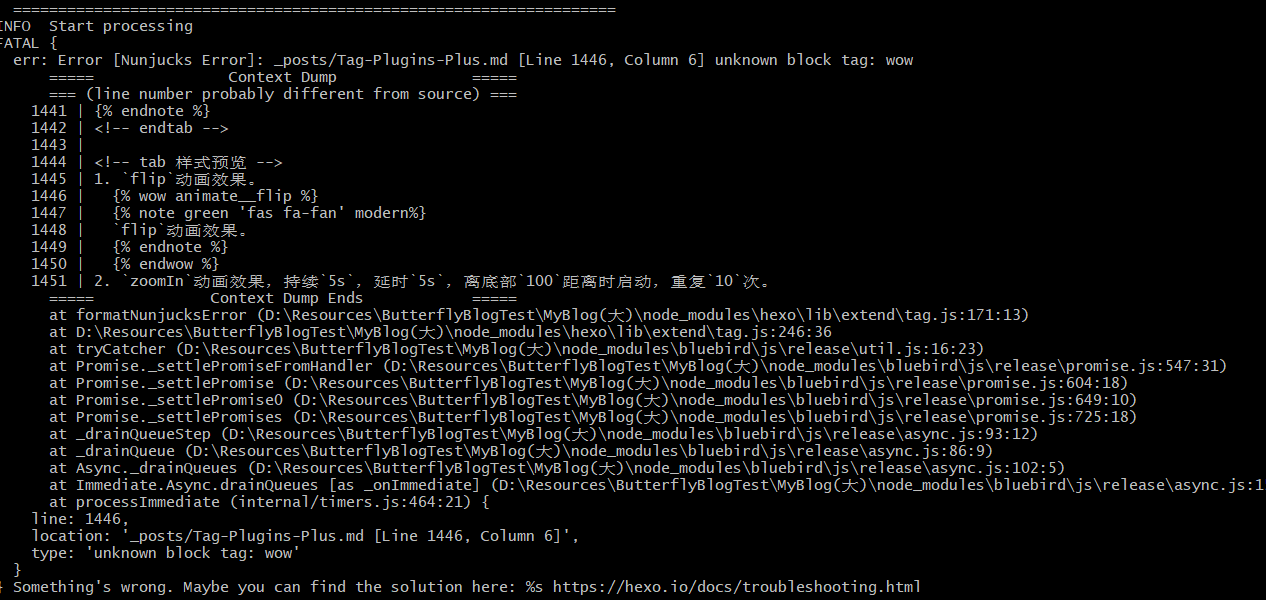 ===================================================================
INFO  Start processing
FATAL {
  err: Error [Nunjucks Error]: _posts/Tag-Plugins-Plus.md [Line 1446, Column 6] unknown block tag: wow
      =====               Context Dump               =====
      === (line number probably different from source) ===
    1441 | {% endnote %}
    1442 | <!-- endtab -->
    1443 |
    1444 | <!-- tab 样式预览 -->
    1445 | 1. `flip`动画效果。
    1446 |   {% wow animate__flip %}
    1447 |   {% note green 'fas fa-fan' modern%}
    1448 |   `flip`动画效果。
    1449 |   {% endnote %}
    1450 |   {% endwow %}
    1451 | 2. `zoomIn`动画效果，持续`5s`，延时`5s`，离底部`100`距离时启动，重复`10`次。
      =====             Context Dump Ends            =====
      at formatNunjucksError (D:\Resources\ButterflyBlogTest\MyBlog(大)\node_modules\hexo\lib\extend\tag.js:171:13)
      at D:\Resources\ButterflyBlogTest\MyBlog(大)\node_modules\hexo\lib\extend\tag.js:246:36
      at tryCatcher (D:\Resources\ButterflyBlogTest\MyBlog(大)\node_modules\bluebird\js\release\util.js:16:23)
      at Promise._settlePromiseFromHandler (D:\Resources\ButterflyBlogTest\MyBlog(大)\node_modules\bluebird\js\release\promise.js:547:31)
      at Promise._settlePromise (D:\Resources\ButterflyBlogTest\MyBlog(大)\node_modules\bluebird\js\release\promise.js:604:18)
      at Promise._settlePromise0 (D:\Resources\ButterflyBlogTest\MyBlog(大)\node_modules\bluebird\js\release\promise.js:649:10)
      at Promise._settlePromises (D:\Resources\ButterflyBlogTest\MyBlog(大)\node_modules\bluebird\js\release\promise.js:725:18)
      at _drainQueueStep (D:\Resources\ButterflyBlogTest\MyBlog(大)\node_modules\bluebird\js\release\async.js:93:12)
      at _drainQueue (D:\Resources\ButterflyBlogTest\MyBlog(大)\node_modules\bluebird\js\release\async.js:86:9)
      at Async._drainQueues (D:\Resources\ButterflyBlogTest\MyBlog(大)\node_modules\bluebird\js\release\async.js:102:5)
      at Immediate.Async.drainQueues [as _onImmediate] (D:\Resources\ButterflyBlogTest\MyBlog(大)\node_modules\bluebird\js\release\async.js:1
      at processImmediate (internal/timers.js:464:21) {
    line: 1446,
    location: '_posts/Tag-Plugins-Plus.md [Line 1446, Column 6]',
    type: 'unknown block tag: wow'
  }
} Something's wrong. Maybe you can find the solution here: %s https://hexo.io/docs/troubleshooting.html